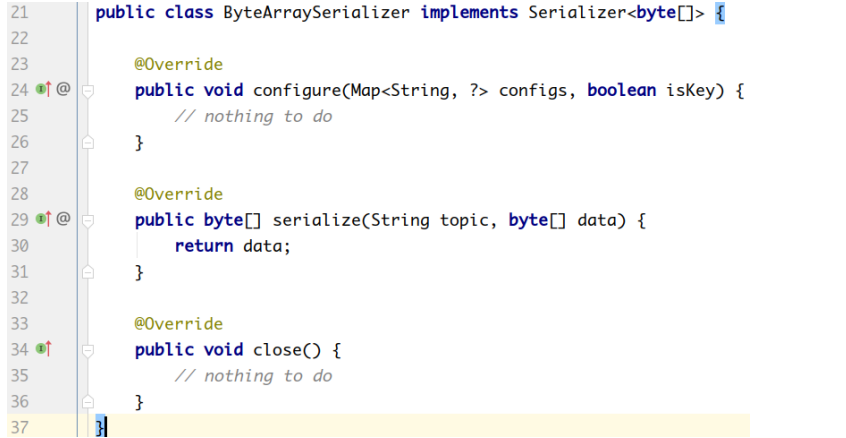 21 public class ByteArraySerializer implements Serializer<byte[]> {
22
23     @Override
24 @     public void configure(Map<String, ?> configs, boolean isKey) {
25         // nothing to do
26     }
27
28     @Override
29 @     public byte[] serialize(String topic, byte[] data) {
30         return data;
31     }
32
33     @Override
34     public void close() {
35         // nothing to do
36     }
37 }